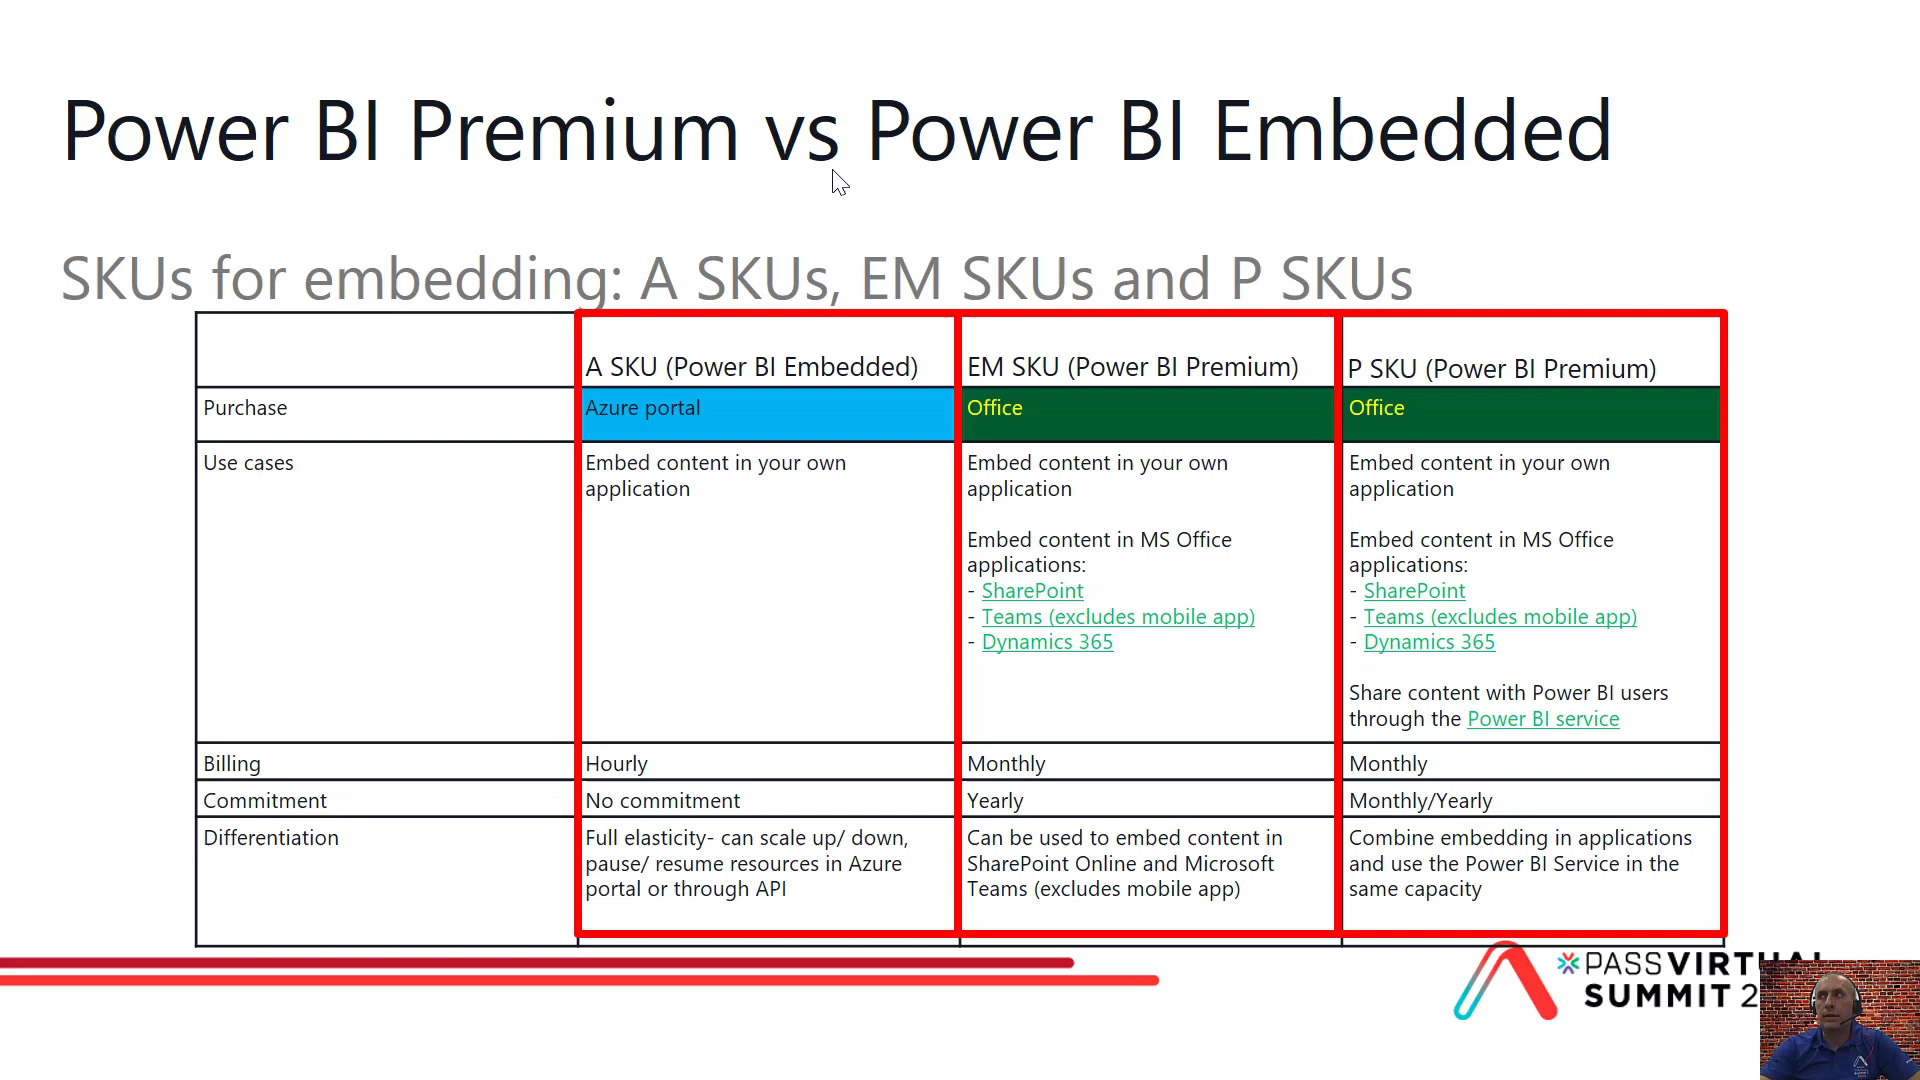 Power BI Premium vs Power BI Embedded
SKUs for embedding: A SKUs, EM SKUs and P SKUs
A SKU (Power BI Embedded)
EM SKU (Power BI Premium)
P SKU (Power BI Premium)
Purchase
Azure portal
Office
Office
Use cases
Embed content in your own
application
Embed content in your own
application
Embed content in MS Office
applications:
- SharePoint
- Teams (excludes mobile app)
- Dynamics 365
Embed content in your own
application
Embed content in MS Office
applications:
- SharePoint
- Teams (excludes mobile app)
- Dynamics 365
Share content with Power BI users
through the Power BI service
Billing
Hourly
Monthly
Monthly
Commitment
No commitment
Yearly
Monthly/Yearly
Differentiation
Full elasticity- can scale up/ down,
pause/ resume resources in Azure
portal or through API
Can be used to embed content in
SharePoint Online and Microsoft
Teams (excludes mobile app)
Combine embedding in applications
and use the Power BI Service in the
same capacity
PASS VIRTUAL
SUMMIT 2